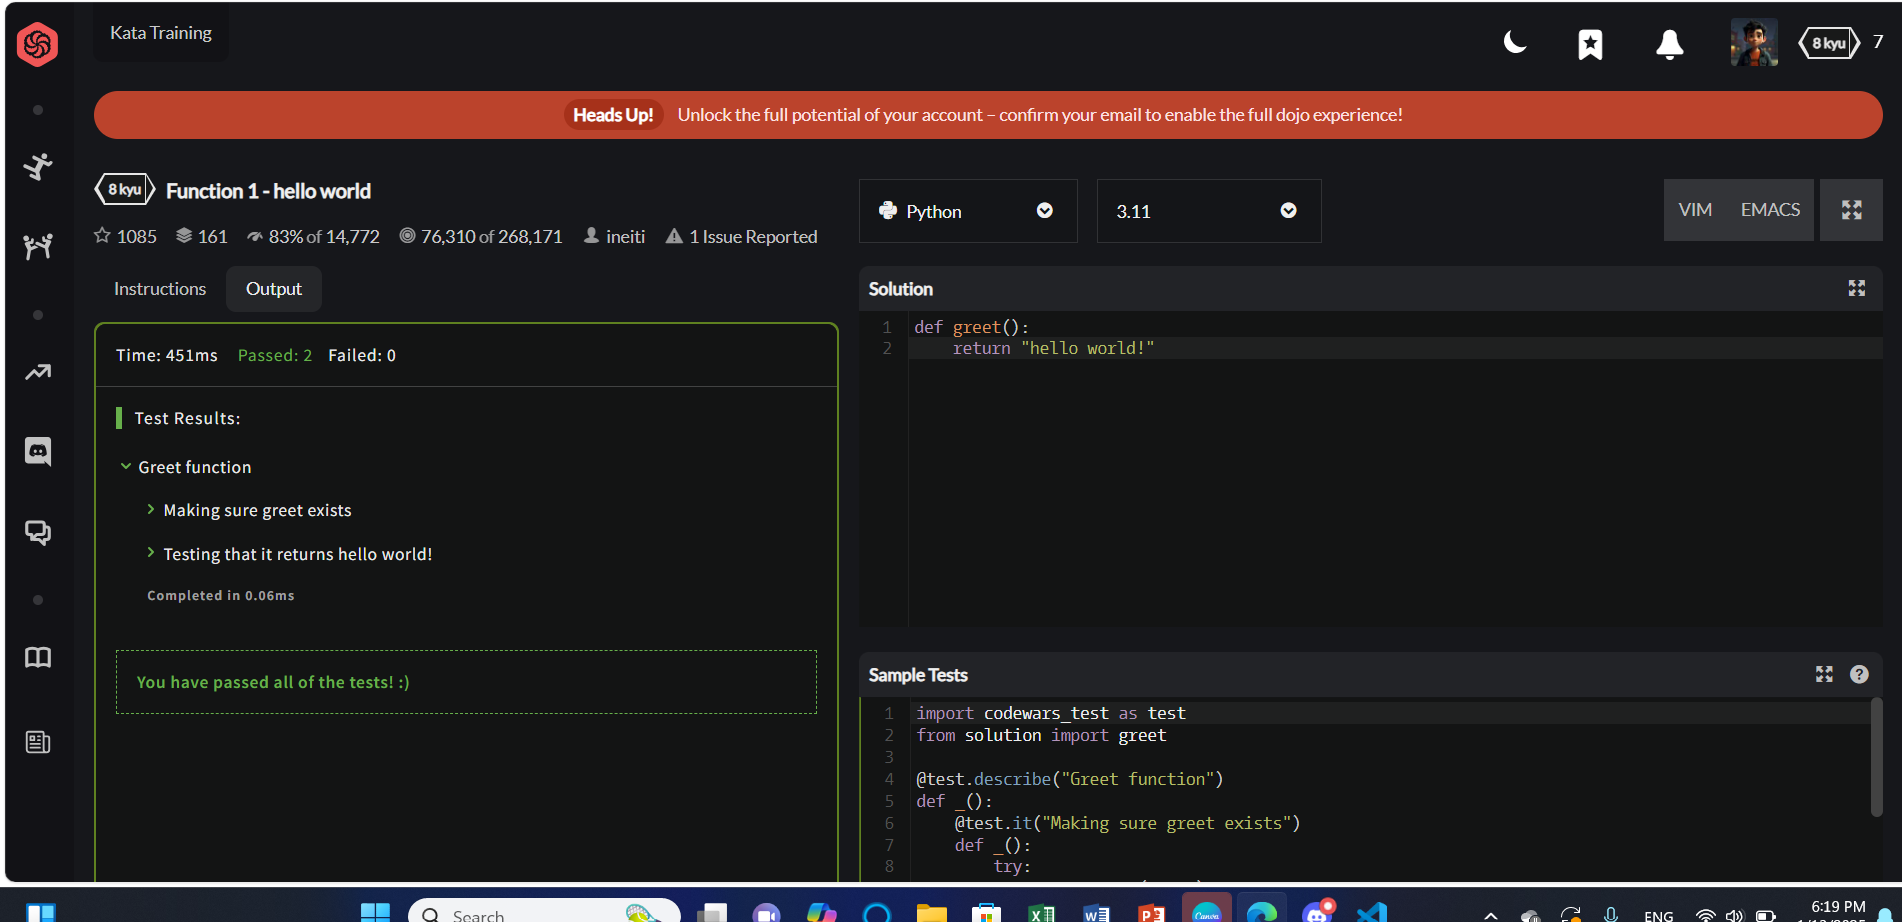 Kata Training
8 kyu 7
Heads Up! Unlock the full potential of your account – confirm your email to enable the full dojo experience!
8 kyu Function 1 - hello world
1085 161 83% of 14,772 76,310 of 268,171 ineiti 1 Issue Reported
Python 3.11 VIM EMACS
Instructions Output
Time: 451ms Passed: 2 Failed: 0
Test Results:
Greet function
Making sure greet exists
Testing that it returns hello world!
Completed in 0.06ms
You have passed all of the tests! :)
Solution
1 def greet():
2 return "hello world!"
Sample Tests
?
1 import codewars_test as test
2 from solution import greet
3
4 @test.describe("Greet function")
5 def _():
6 @test.it("Making sure greet exists")
7 def _():
8 try:
Search
Canva
ENG
6:19 PM